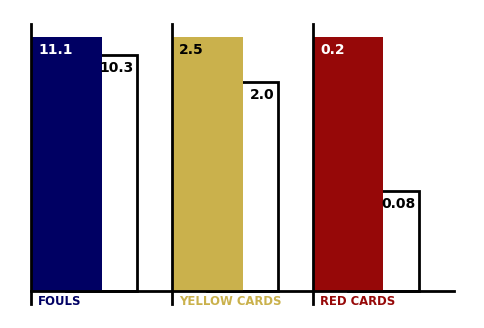 11.1
10.3
2.5
2.0
0.2
0.08
FOULS
YELLOW CARDS
RED CARDS